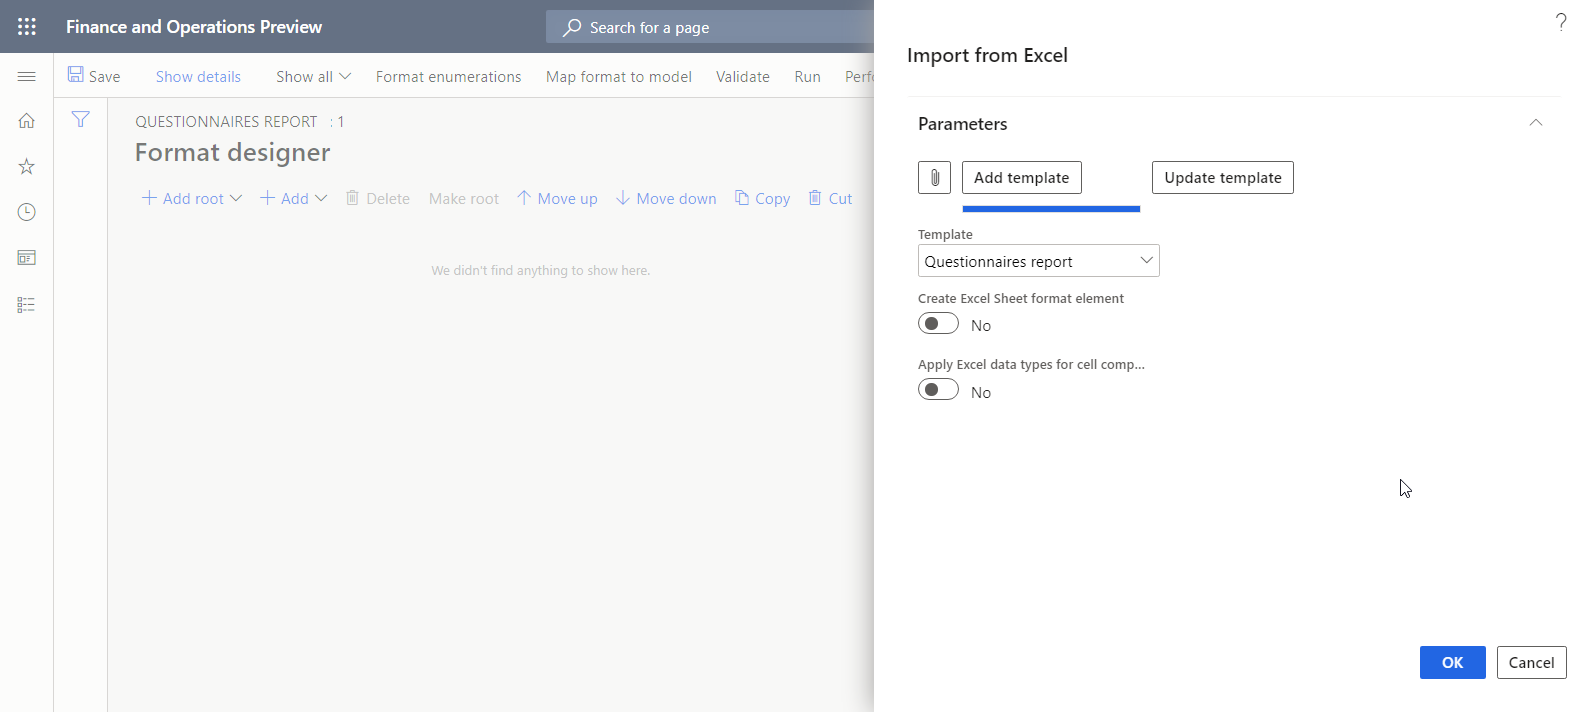 Finance and Operations Preview
Search for a page
Save
Show details
Show all
Format enumerations
Map format to model
Validate
Run
Perfo
QUESTIONNAIRES REPORT : 1
Format designer
Add root
Add
Delete
Make root
Move up
Move down
Copy
Cut
We didn't find anything to show here.
?
Import from Excel
Parameters
Add template
Update template
Template
Questionnaires report
Create Excel Sheet format element
No
Apply Excel data types for cell comp...
No
OK
Cancel